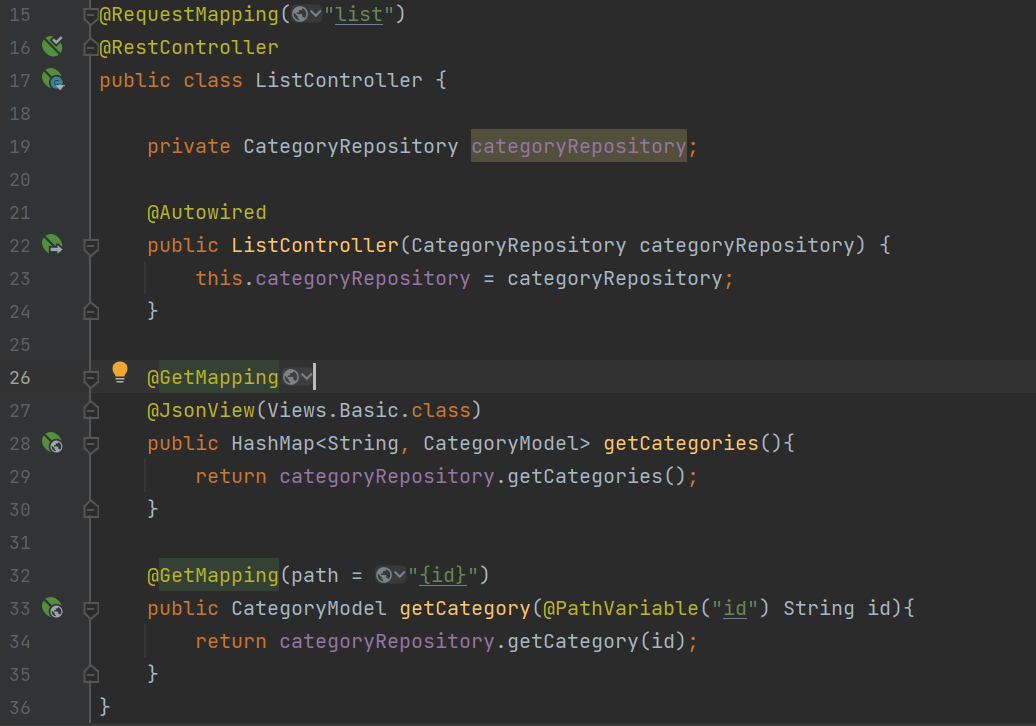 15 @RequestMapping("list")
16 @RestController
17 public class ListController {
18
19 private CategoryRepository categoryRepository;
20
21 @Autowired
22 public ListController(CategoryRepository categoryRepository) {
23 this.categoryRepository = categoryRepository;
24 }
25
26 @GetMapping
27 @JsonView(Views.Basic.class)
28 public HashMap<String, CategoryModel> getCategories(){
29 return categoryRepository.getCategories();
30 }
31
32 @GetMapping(path = "{id}")
33 public CategoryModel getCategory(@PathVariable("id") String id){
34 return categoryRepository.getCategory(id);
35 }
36 }